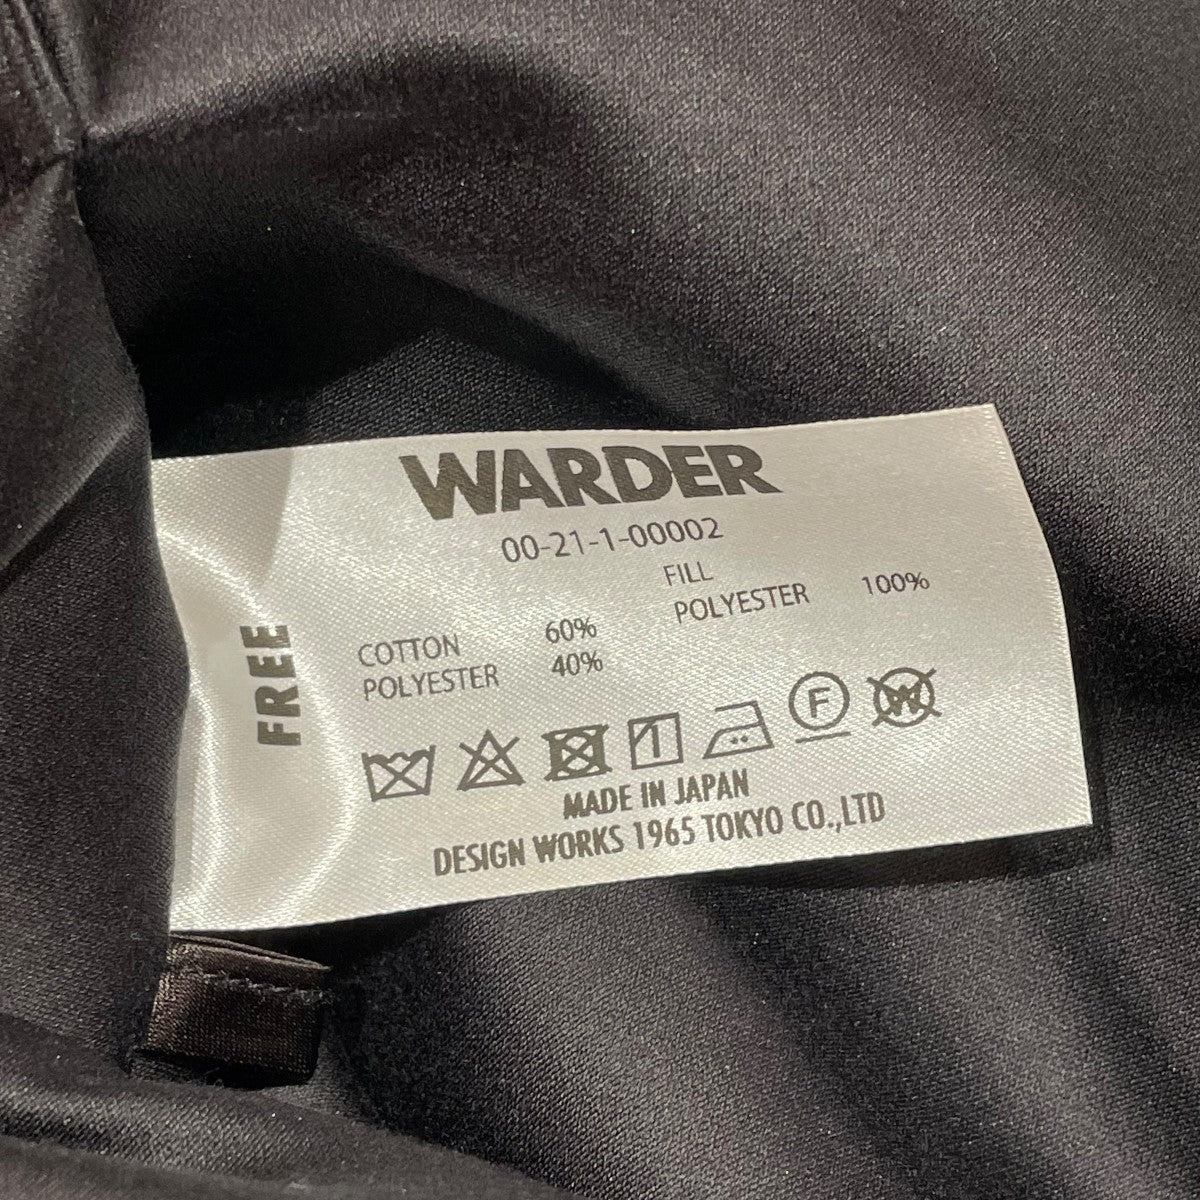 WARDER
00-21-1-00002
FREE
COTTON 60%
POLYESTER 40%
FILL
POLYESTER 100%
F
W
MADE IN JAPAN
DESIGN WORKS 1965 TOKYO CO.,LTD